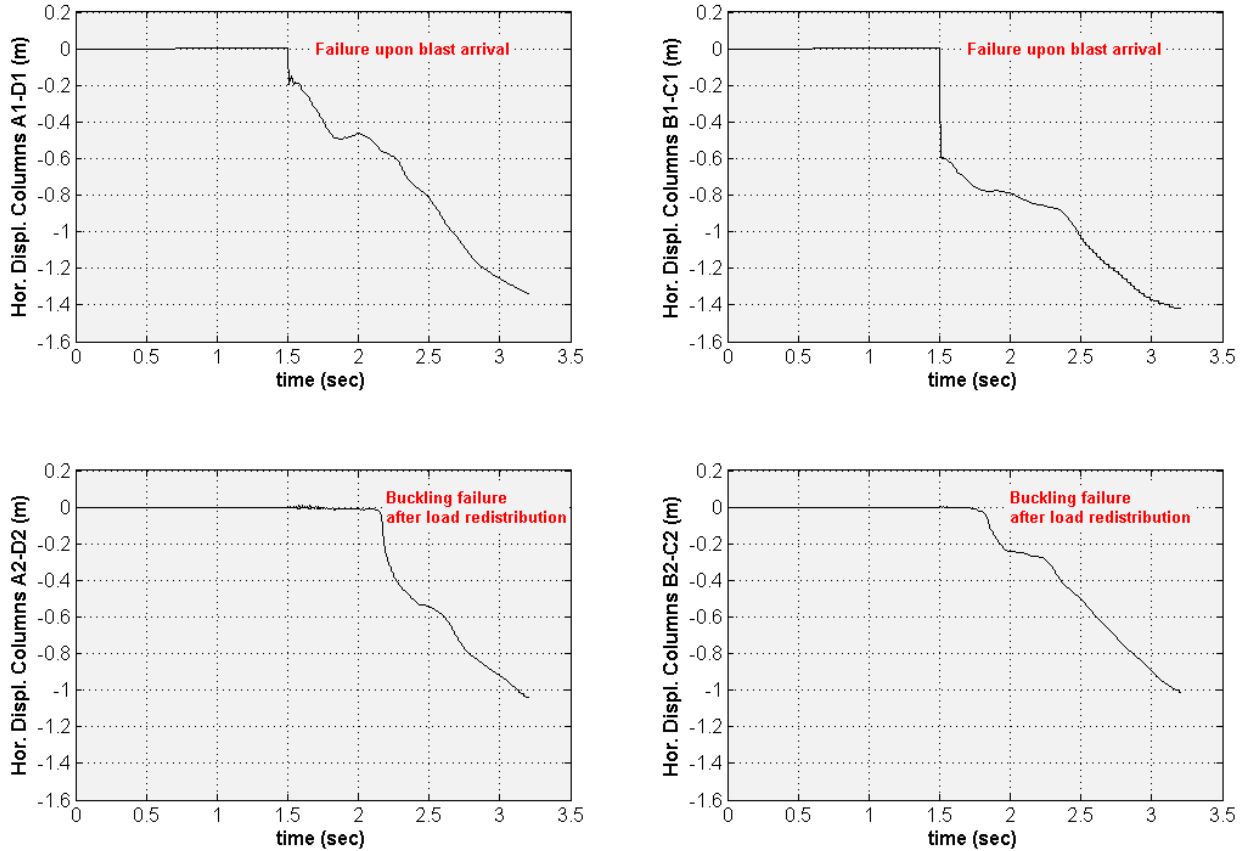 Hor. Displ. Columns A1-D1 (m)
0.2
0
-0.2
-0.4
-0.6
-0.8
-1
-1.2
-1.4
-1.6
Failure upon blast arrival
0 0.5 1 1.5 2 2.5 3 3.5
time (sec)
Hor. Displ. Columns B1-C1 (m)
0.2
0
-0.2
-0.4
-0.6
-0.8
-1
-1.2
-1.4
-1.6
Failure upon blast arrival
0 0.5 1 1.5 2 2.5 3 3.5
time (sec)
Hor. Displ. Columns A2-D2 (m)
0.2
0
-0.2
-0.4
-0.6
-0.8
-1
-1.2
-1.4
-1.6
Buckling failure
after load redistribution
0 0.5 1 1.5 2 2.5 3 3.5
time (sec)
Hor. Displ. Columns B2-C2 (m)
0.2
0
-0.2
-0.4
-0.6
-0.8
-1
-1.2
-1.4
-1.6
Buckling failure
after load redistribution
0 0.5 1 1.5 2 2.5 3 3.5
time (sec)